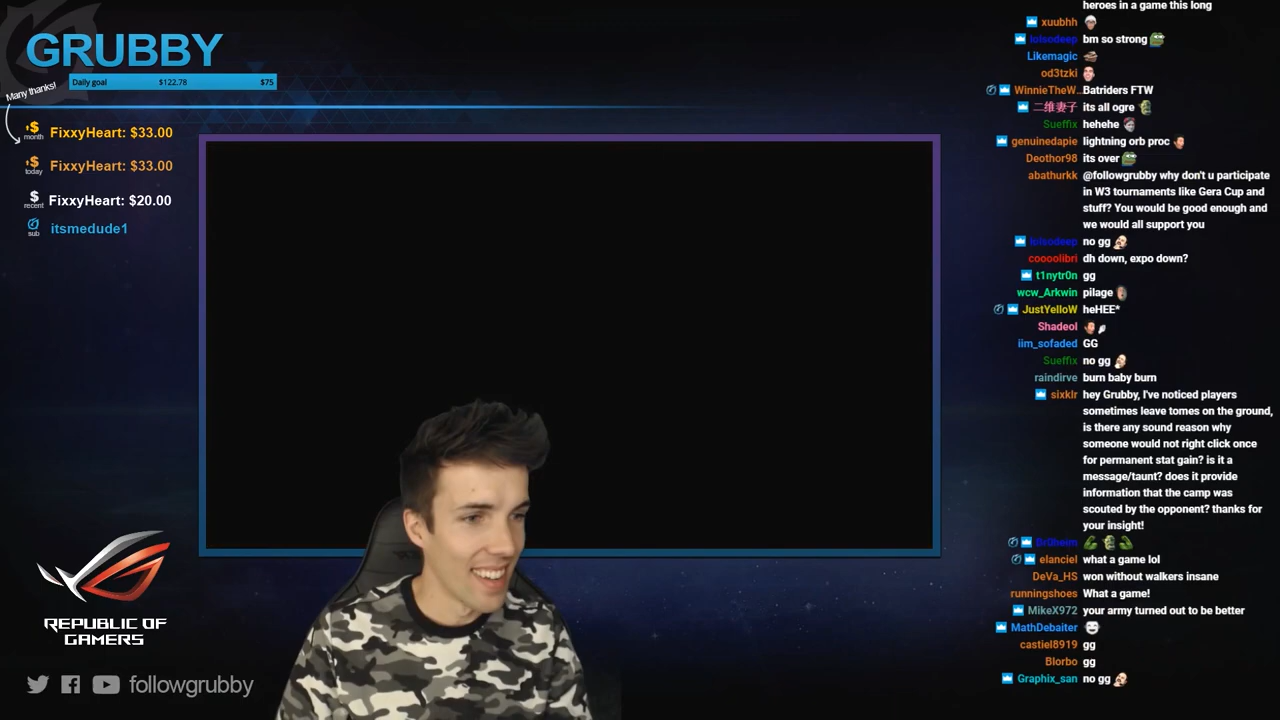 GRUBBY
Daily goal $122.78 $75
Many thanks!
$ month FixxyHeart: $33.00
$ today FixxyHeart: $33.00
$ recent FixxyHeart: $20.00
sub itsmedude1
REPUBLIC OF
GAMERS
followgrubby
heroes in a game this long
xuubhh
lolsodeep bm so strong
Likemagic
od3tzki
WinnieTheW... Batriders FTW
二维妻子 its all ogre
Sueffix hehehe
genuinedapie lightning orb proc
Deothor98 its over
abathurkk @followgrubby why don't u participate
in W3 tournaments like Gera Cup and
stuff? You would be good enough and
we would all support you
lolsodeep no gg
coooolibri dh down, expo down?
t1nytr0n gg
wcw_Arkwin pilage
JustYelloW heHEE*
Shadeol
iim_sofaded GG
Sueffix no gg
raindirve burn baby burn
sixklr hey Grubby, I've noticed players
sometimes leave tomes on the ground,
is there any sound reason why
someone would not right click once
for permanent stat gain? is it a
message/taunt? does it provide
information that the camp was
scouted by the opponent? thanks for
your insight!
elanciel what a game lol
DeVa_HS won without walkers insane
runningshoes What a game!
MikeX972 your army turned out to be better
MathDebaiter
castiel8919 gg
Blorbo gg
Graphix_san no gg